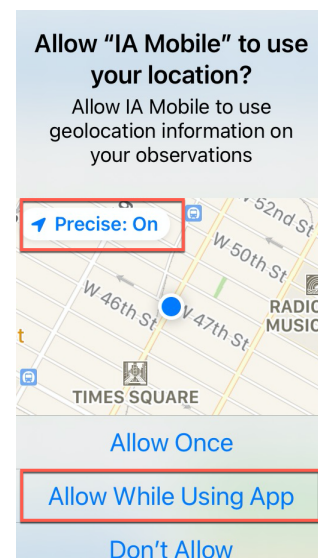 Allow “IA Mobile” to use
your location?
Allow IA Mobile to use
geolocation information on
your observations
Precise: On
W 52nd St
W 50th St
W 46th St
W 47th St
RADIO
MUSIC
TIMES SQUARE
Allow Once
Allow While Using App
Don’t Allow